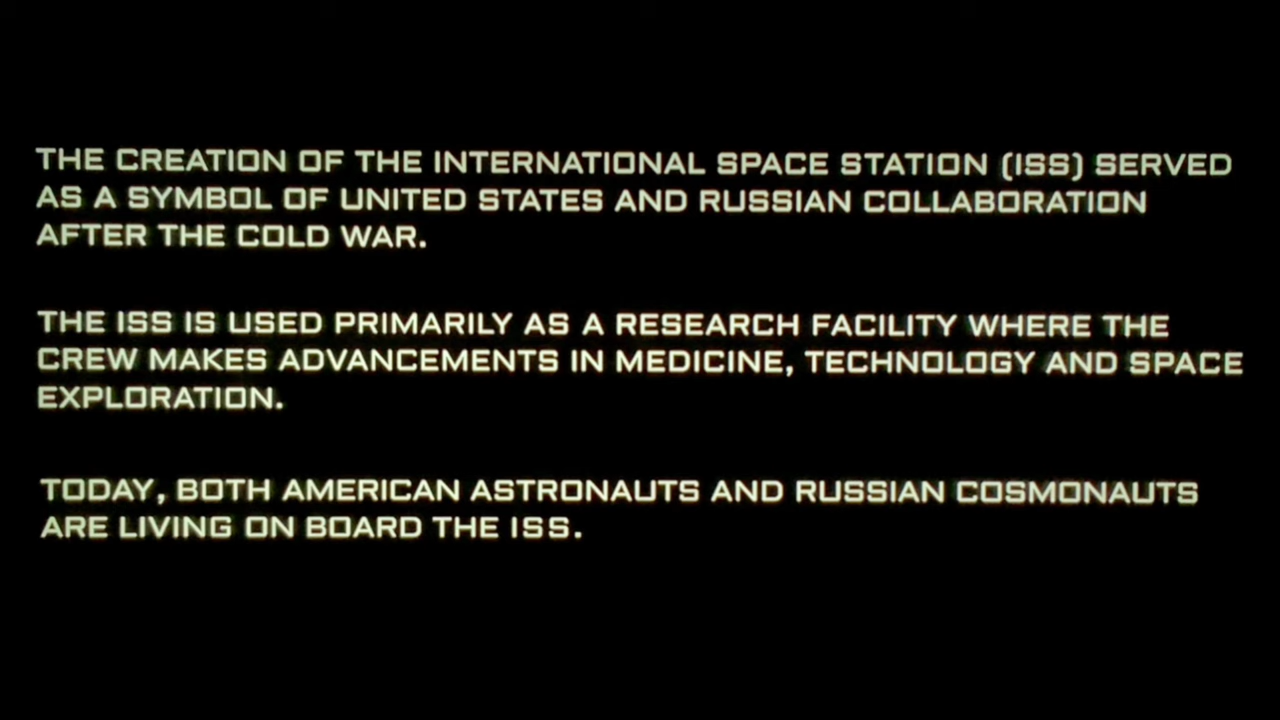 THE CREATION OF THE INTERNATIONAL SPACE STATION (ISS) SERVED
AS A SYMBOL OF UNITED STATES AND RUSSIAN COLLABORATION
AFTER THE COLD WAR.
THE ISS IS USED PRIMARILY AS A RESEARCH FACILITY WHERE THE
CREW MAKES ADVANCEMENTS IN MEDICINE, TECHNOLOGY AND SPACE
EXPLORATION.
TODAY, BOTH AMERICAN ASTRONAUTS AND RUSSIAN COSMONAUTS
ARE LIVING ON BOARD THE ISS.